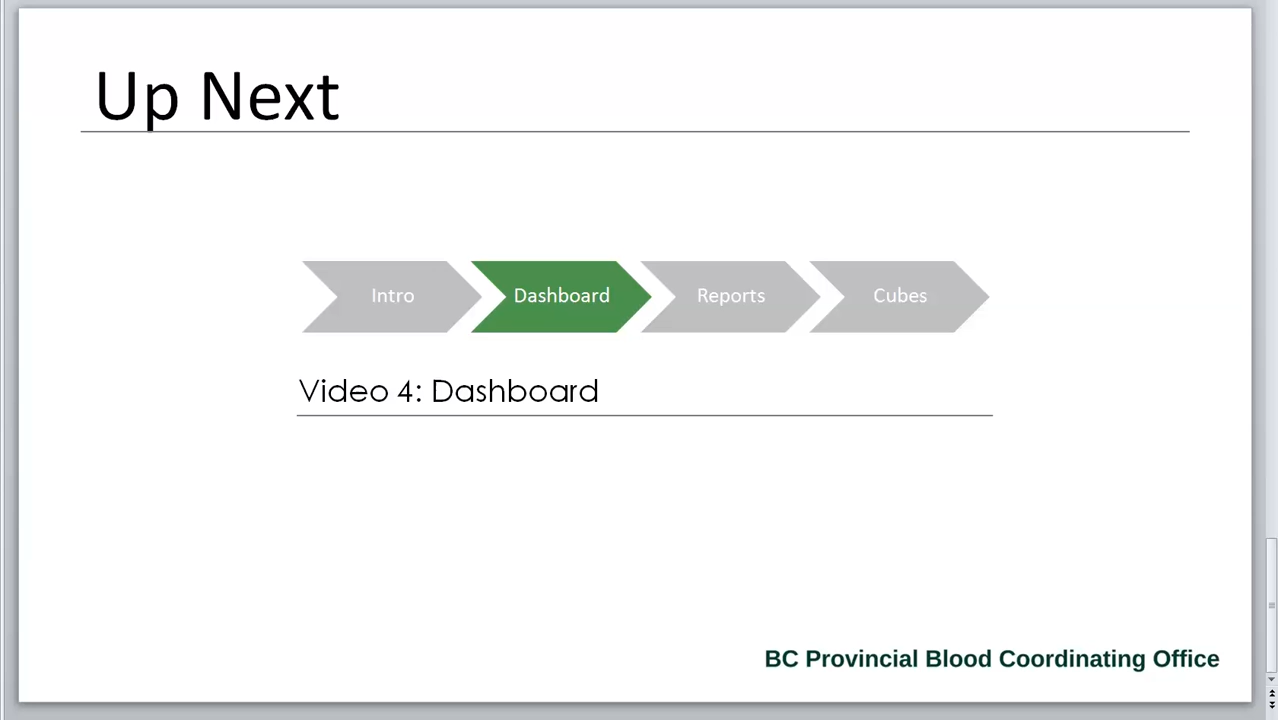 Up Next
Intro
Dashboard
Reports
Cubes
Video 4: Dashboard
BC Provincial Blood Coordinating Office